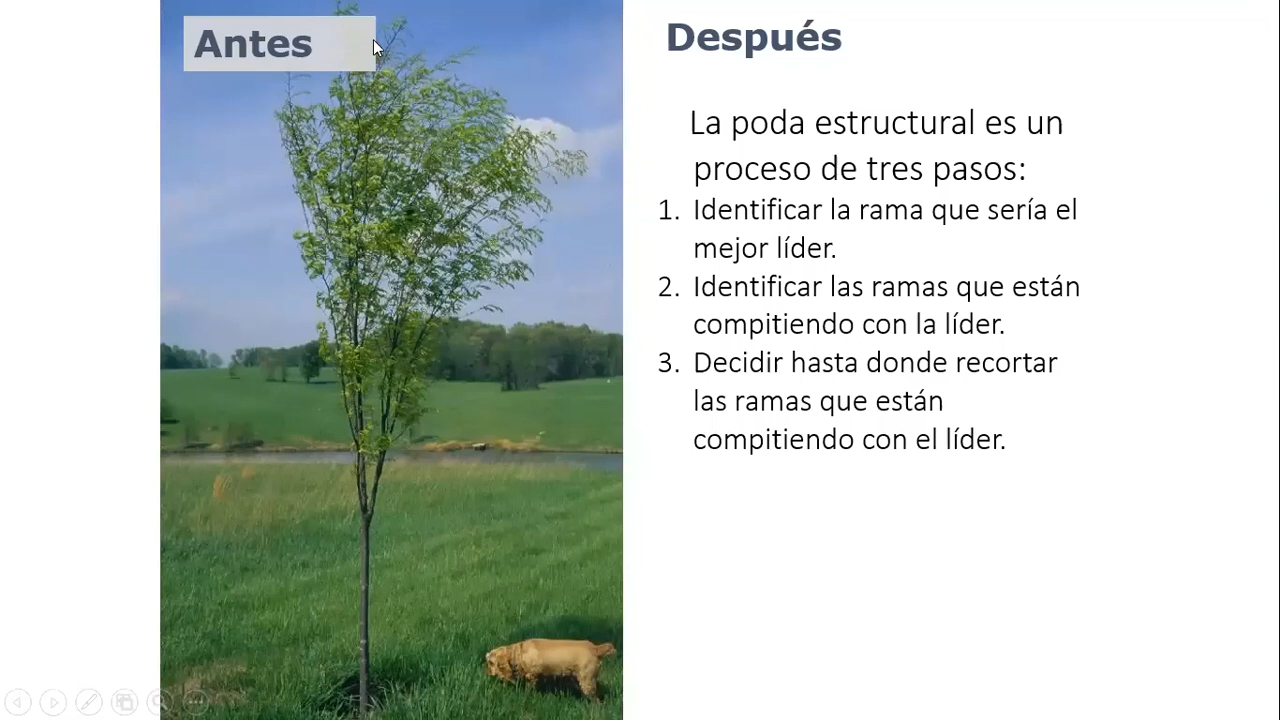 Antes
Después
La poda estructural es un
proceso de tres pasos:
1. Identificar la rama que sería el
mejor líder.
2. Identificar las ramas que están
compitiendo con la líder.
3. Decidir hasta donde recortar
las ramas que están
compitiendo con el líder.